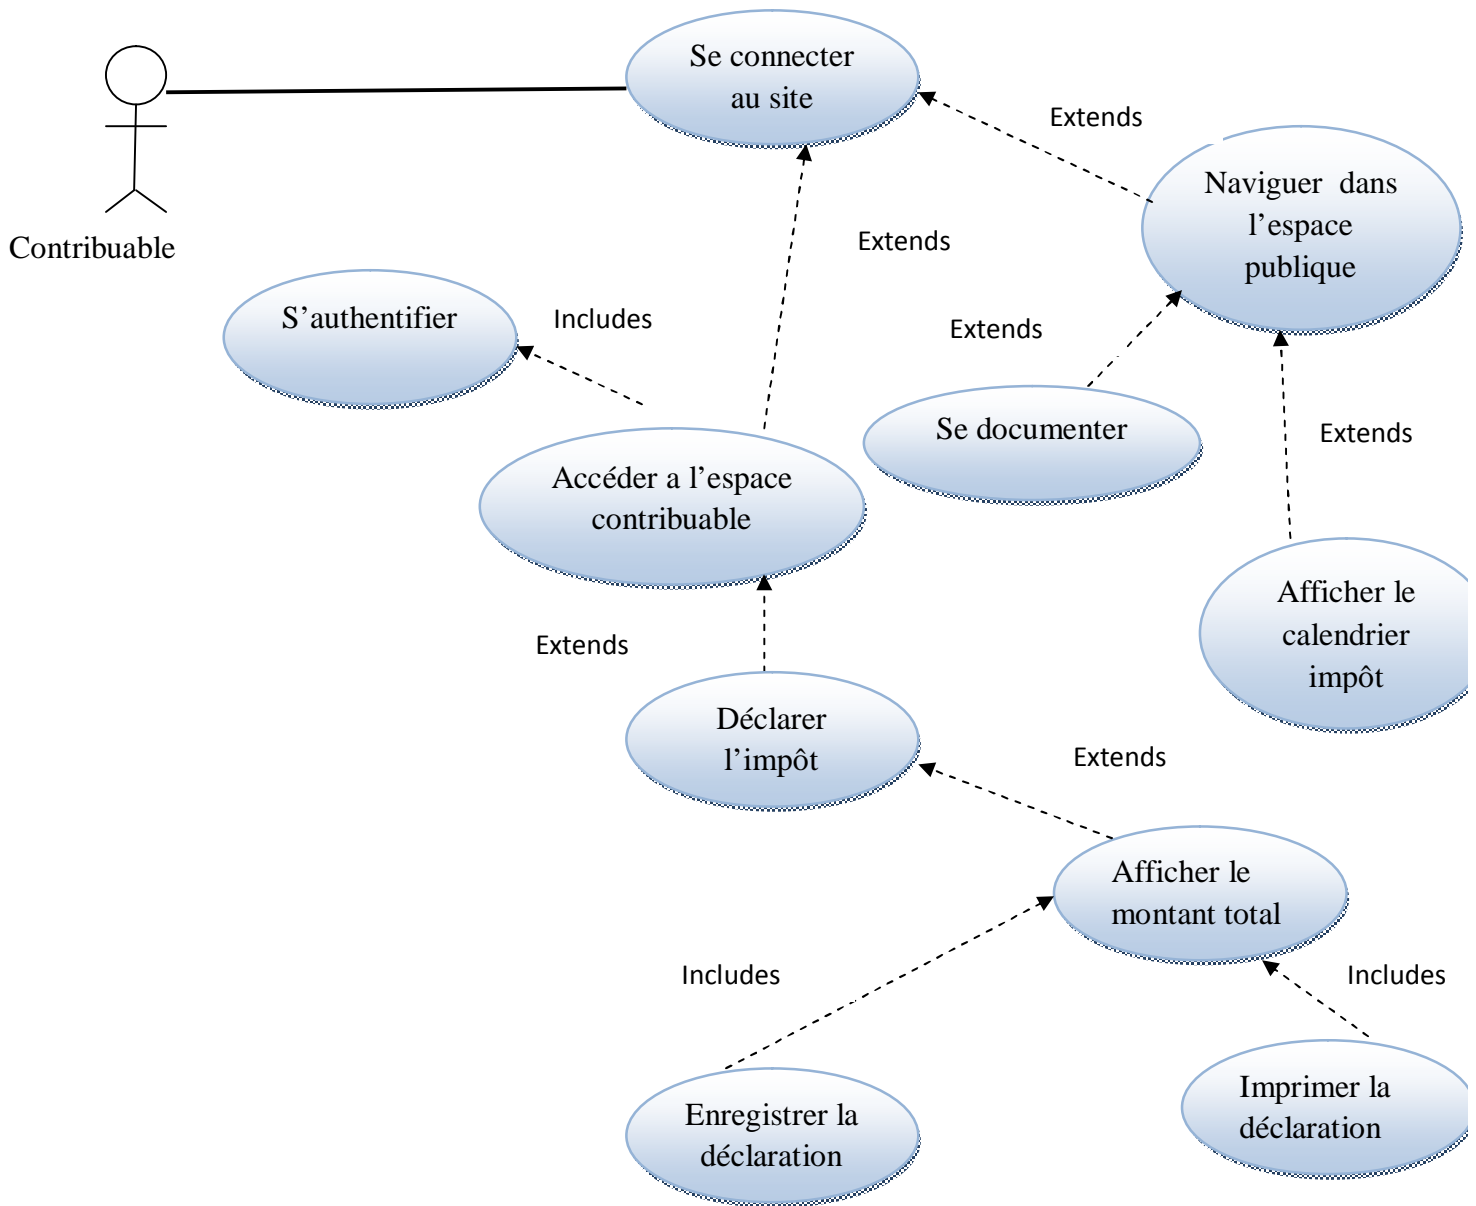 Se connecter
au site
Extends
Naviguer  dans
l’espace
publique
Contribuable
Extends
S’authentifier
Includes
Extends
Se documenter
Extends
Accéder a l’espace
contribuable
Afficher le
calendrier
impôt
Extends
Déclarer
l’impôt
Extends
Afficher le
montant total
Includes
Includes
Enregistrer la
déclaration
Imprimer la
déclaration